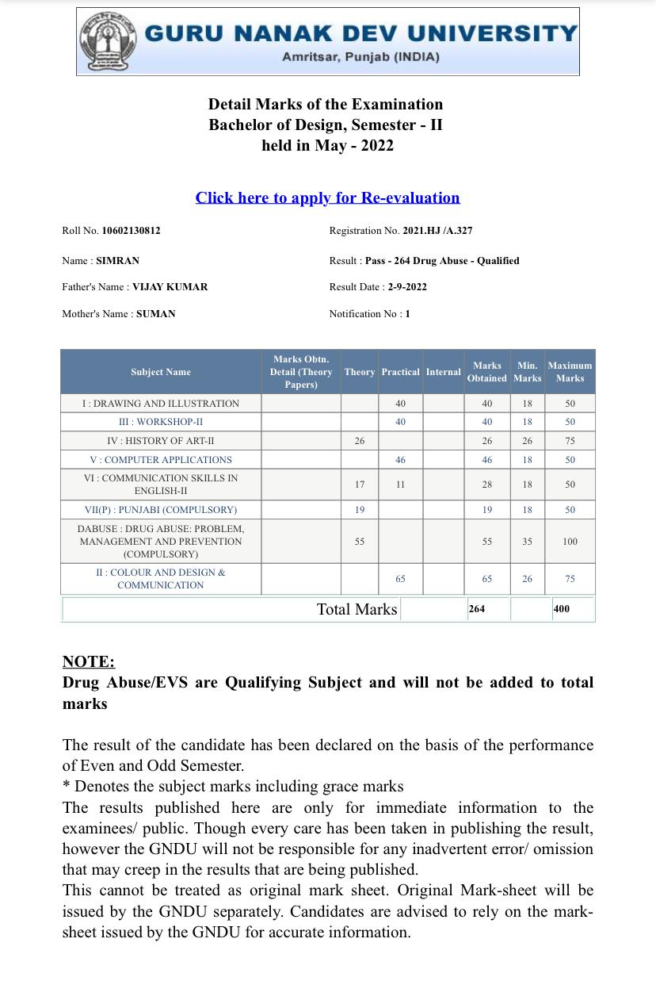 GURU NANAK DEV UNIVERSITY
Amritsar, Punjab (INDIA)
Detail Marks of the Examination
Bachelor of Design, Semester - II
held in May - 2022
Click here to apply for Re-evaluation
Roll No. 10602130812 Registration No. 2021.HJ /A.327
Name : SIMRAN Result : Pass - 264 Drug Abuse - Qualified
Father's Name : VIJAY KUMAR Result Date : 2-9-2022
Mother's Name : SUMAN Notification No : 1
Subject Name Marks Obtn. Detail (Theory Papers) Theory Practical Internal Marks Obtained Min. Marks Maximum Marks
I : DRAWING AND ILLUSTRATION 40 40 18 50
III : WORKSHOP-II 40 40 18 50
IV : HISTORY OF ART-II 26 26 26 75
V : COMPUTER APPLICATIONS 46 46 18 50
VI : COMMUNICATION SKILLS IN
ENGLISH-II 17 11 28 18 50
VII(P) : PUNJABI (COMPULSORY) 19 19 18 50
DABUSE : DRUG ABUSE: PROBLEM,
MANAGEMENT AND PREVENTION
(COMPULSORY) 55 55 35 100
II : COLOUR AND DESIGN &
COMMUNICATION 65 65 26 75
Total Marks 264 400
NOTE:
Drug Abuse/EVS are Qualifying Subject and will not be added to total
marks
The result of the candidate has been declared on the basis of the performance
of Even and Odd Semester.
* Denotes the subject marks including grace marks
The results published here are only for immediate information to the
examinees/ public. Though every care has been taken in publishing the result,
however the GNDU will not be responsible for any inadvertent error/ omission
that may creep in the results that are being published.
This cannot be treated as original mark sheet. Original Mark-sheet will be
issued by the GNDU separately. Candidates are advised to rely on the mark-
sheet issued by the GNDU for accurate information.